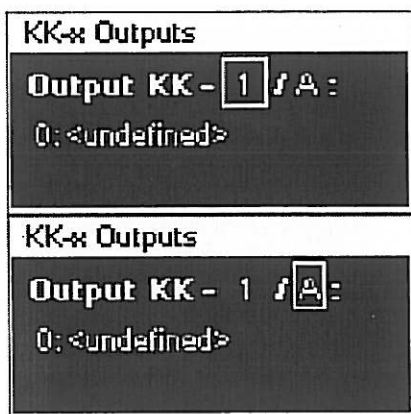 KK-x Outputs
Output KK - 1 / A :
0:<undefined>
KK-x Outputs
Output KK - 1 / A :
0:<undefined>